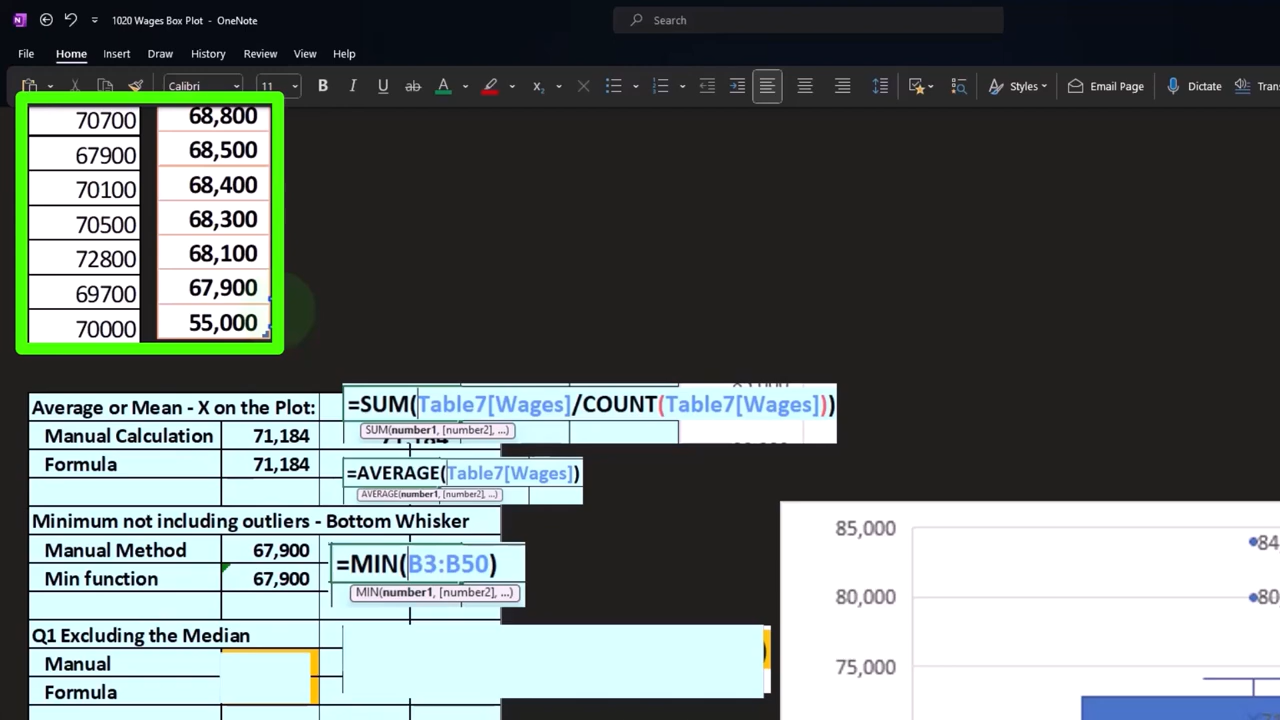 1020 Wages Box Plot - OneNote
Search
File Home Insert Draw History Review View Help
Calibri 11 B I U ab A Styles Email Page Dictate
70700 68,800
67900 68,500
70100 68,400
70500 68,300
72800 68,100
69700 67,900
70000 55,000
Average or Mean - X on the Plot:
=SUM(Table7[Wages]/COUNT(Table7[Wages]))
SUM(number1, [number2], ...)
Manual Calculation 71,184
Formula 71,184
=AVERAGE(Table7[Wages])
AVERAGE(number1, [number2], ...)
Minimum not including outliers - Bottom Whisker
Manual Method 67,900
Min function 67,900
=MIN(B3:B50)
MIN(number1, [number2], ...)
Q1 Excluding the Median
Manual
Formula
85,000
80,000
75,000